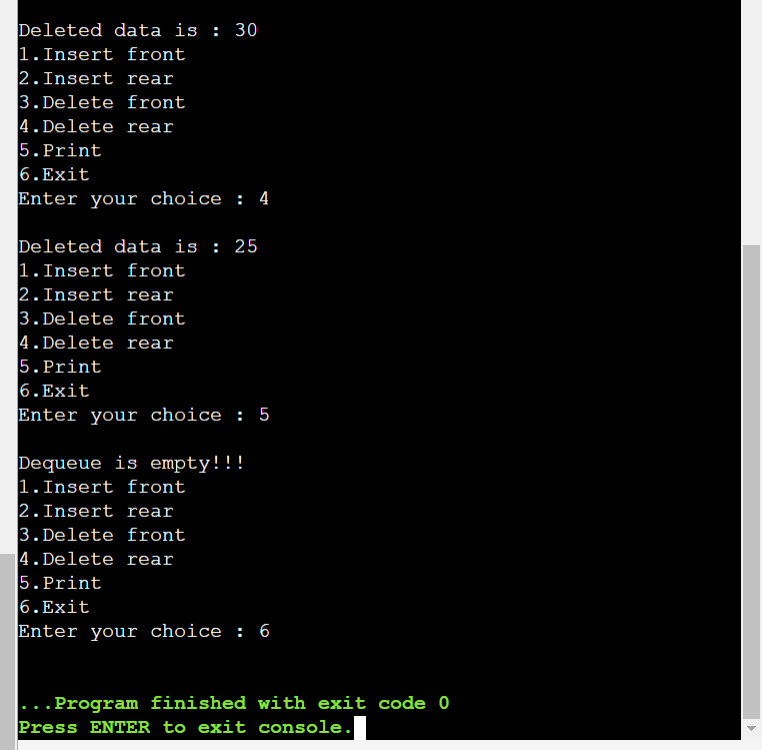 Deleted data is : 30
1.Insert front
2.Insert rear
3.Delete front
4.Delete rear
5.Print
6.Exit
Enter your choice : 4
Deleted data is : 25
1.Insert front
2.Insert rear
3.Delete front
4.Delete rear
5.Print
6.Exit
Enter your choice : 5
Dequeue is empty!!!
1.Insert front
2.Insert rear
3.Delete front
4.Delete rear
5.Print
6.Exit
Enter your choice : 6
...Program finished with exit code 0
Press ENTER to exit console.